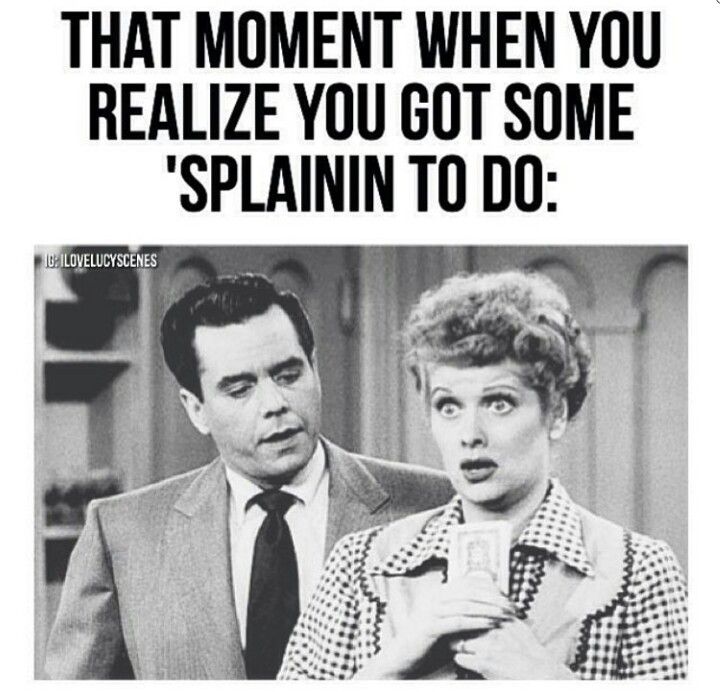 THAT MOMENT WHEN YOU
REALIZE YOU GOT SOME
'SPLAININ TO DO:
IG: ILOVELUCYSCENES